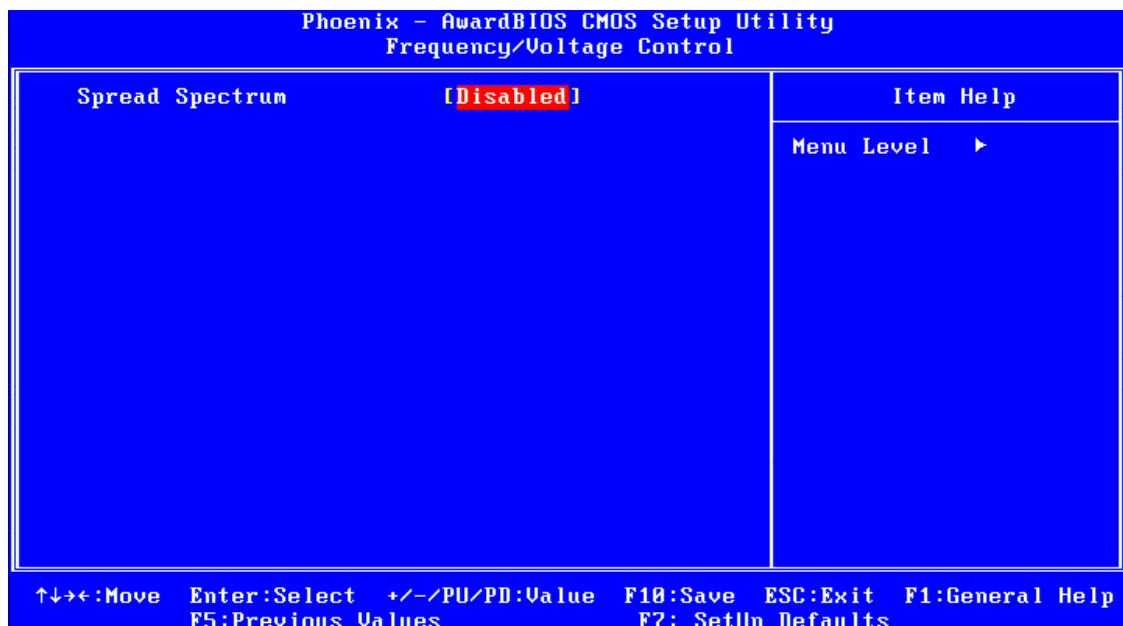 Phoenix - AwardBIOS CMOS Setup Utility
Frequency/Voltage Control
Spread Spectrum [Disabled]
Item Help
Menu Level ►
↑↓→←:Move Enter:Select +/-/PU/PD:Value F10:Save ESC:Exit F1:General Help
F5:Previous Values F7: SetUp Defaults